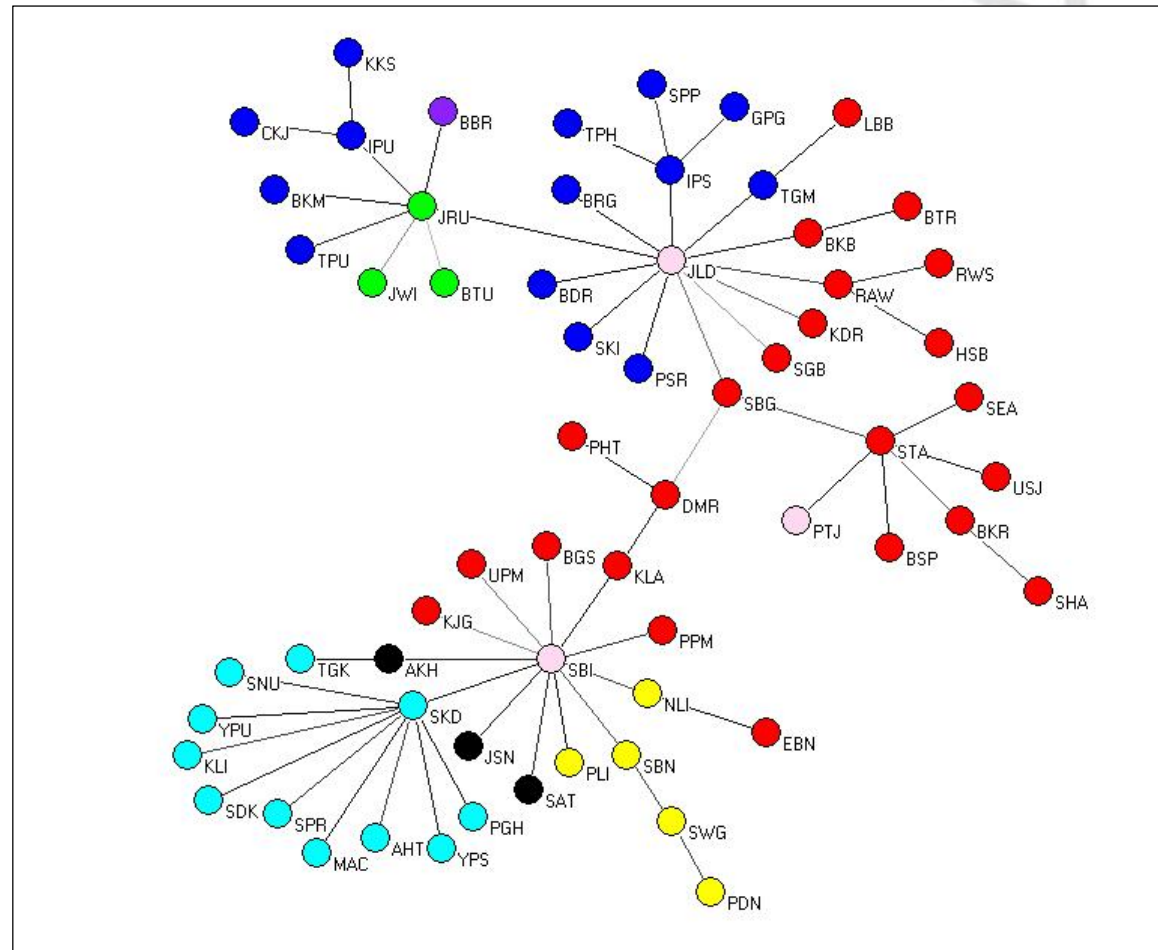 KKS
SPP
GPG
BBR
LBB
CKJ
TPH
IPU
IPS
TGM
BKM
BRG
BTR
JRU
BKB
TPU
JLD
RWS
JWI
BTU
BDR
RAW
KDR
SKI
HSB
SGB
PSR
SBG
SEA
PHT
STA
USJ
DMR
PTJ
BKR
BGS
BSP
UPM
KLA
SHA
KJG
PPM
TGK
AKH
SBI
SNU
NLI
SKD
YPU
EBN
KLI
JSN
PLI
SBN
SDK
SAT
SPR
PGH
SWG
MAC
AHT
YPS
PDN